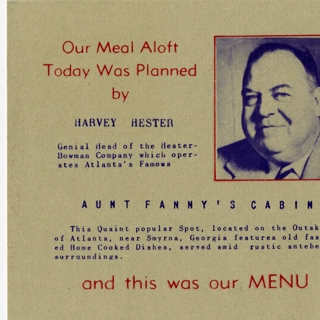 Our Meal Aloft
Today Was Planned
by
HARVEY HESTER
Genial Head of the Hester-
Bowman Company which oper-
ates Atlanta's Famous
AUNT FANNY'S CABIN
This Quaint popular Spot, located on the Outsk
of Atlanta, near Smyrna, Georgia features old fas
ed Home Cooked Dishes, served amid rustic antebe
surroundings.
and this was our MENU